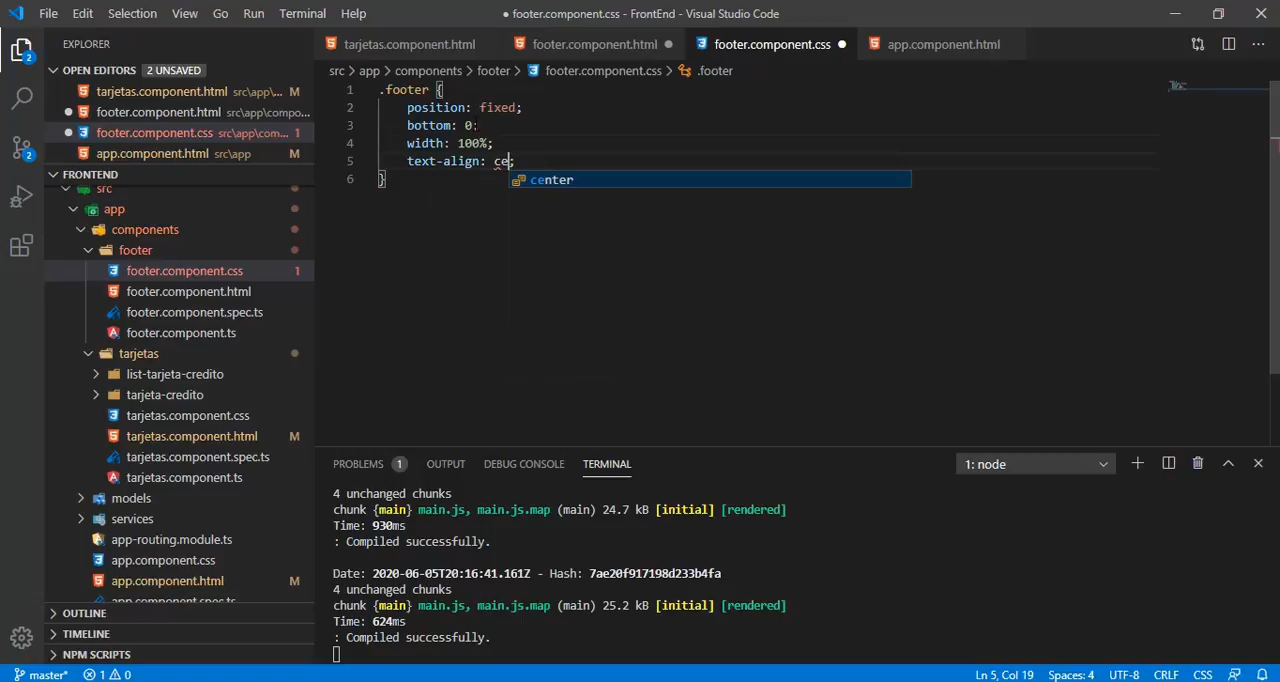 File Edit Selection View Go Run Terminal Help ● footer.component.css - FrontEnd - Visual Studio Code
EXPLORER
tarjetas.component.html footer.component.html footer.component.css app.component.html
OPEN EDITORS 2 UNSAVED
tarjetas.component.html src\app\... M
footer.component.html src\app\compo...
footer.component.css src\app\com... 1
app.component.html src\app M
FRONTEND
src
app
components
footer
footer.component.css 1
footer.component.html
footer.component.spec.ts
footer.component.ts
tarjetas
list-tarjeta-credito
tarjeta-credito
tarjetas.component.css
tarjetas.component.html M
tarjetas.component.spec.ts
tarjetas.component.ts
models
services
app-routing.module.ts
app.component.css
app.component.html M
app.component.spec.ts
OUTLINE
TIMELINE
NPM SCRIPTS
src > app > components > footer > footer.component.css > .footer
1 .footer {
2 position: fixed;
3 bottom: 0:
4 width: 100%;
5 text-align: ce;
6 }
center
PROBLEMS 1 OUTPUT DEBUG CONSOLE TERMINAL 1: node
4 unchanged chunks
chunk {main} main.js, main.js.map (main) 24.7 kB [initial] [rendered]
Time: 930ms
: Compiled successfully.
Date: 2020-06-05T20:16:41.161Z - Hash: 7ae20f917198d233b4fa
4 unchanged chunks
chunk {main} main.js, main.js.map (main) 25.2 kB [initial] [rendered]
Time: 624ms
: Compiled successfully.
2
2
master* 1 0 Ln 5, Col 19 Spaces: 4 UTF-8 CRLF CSS